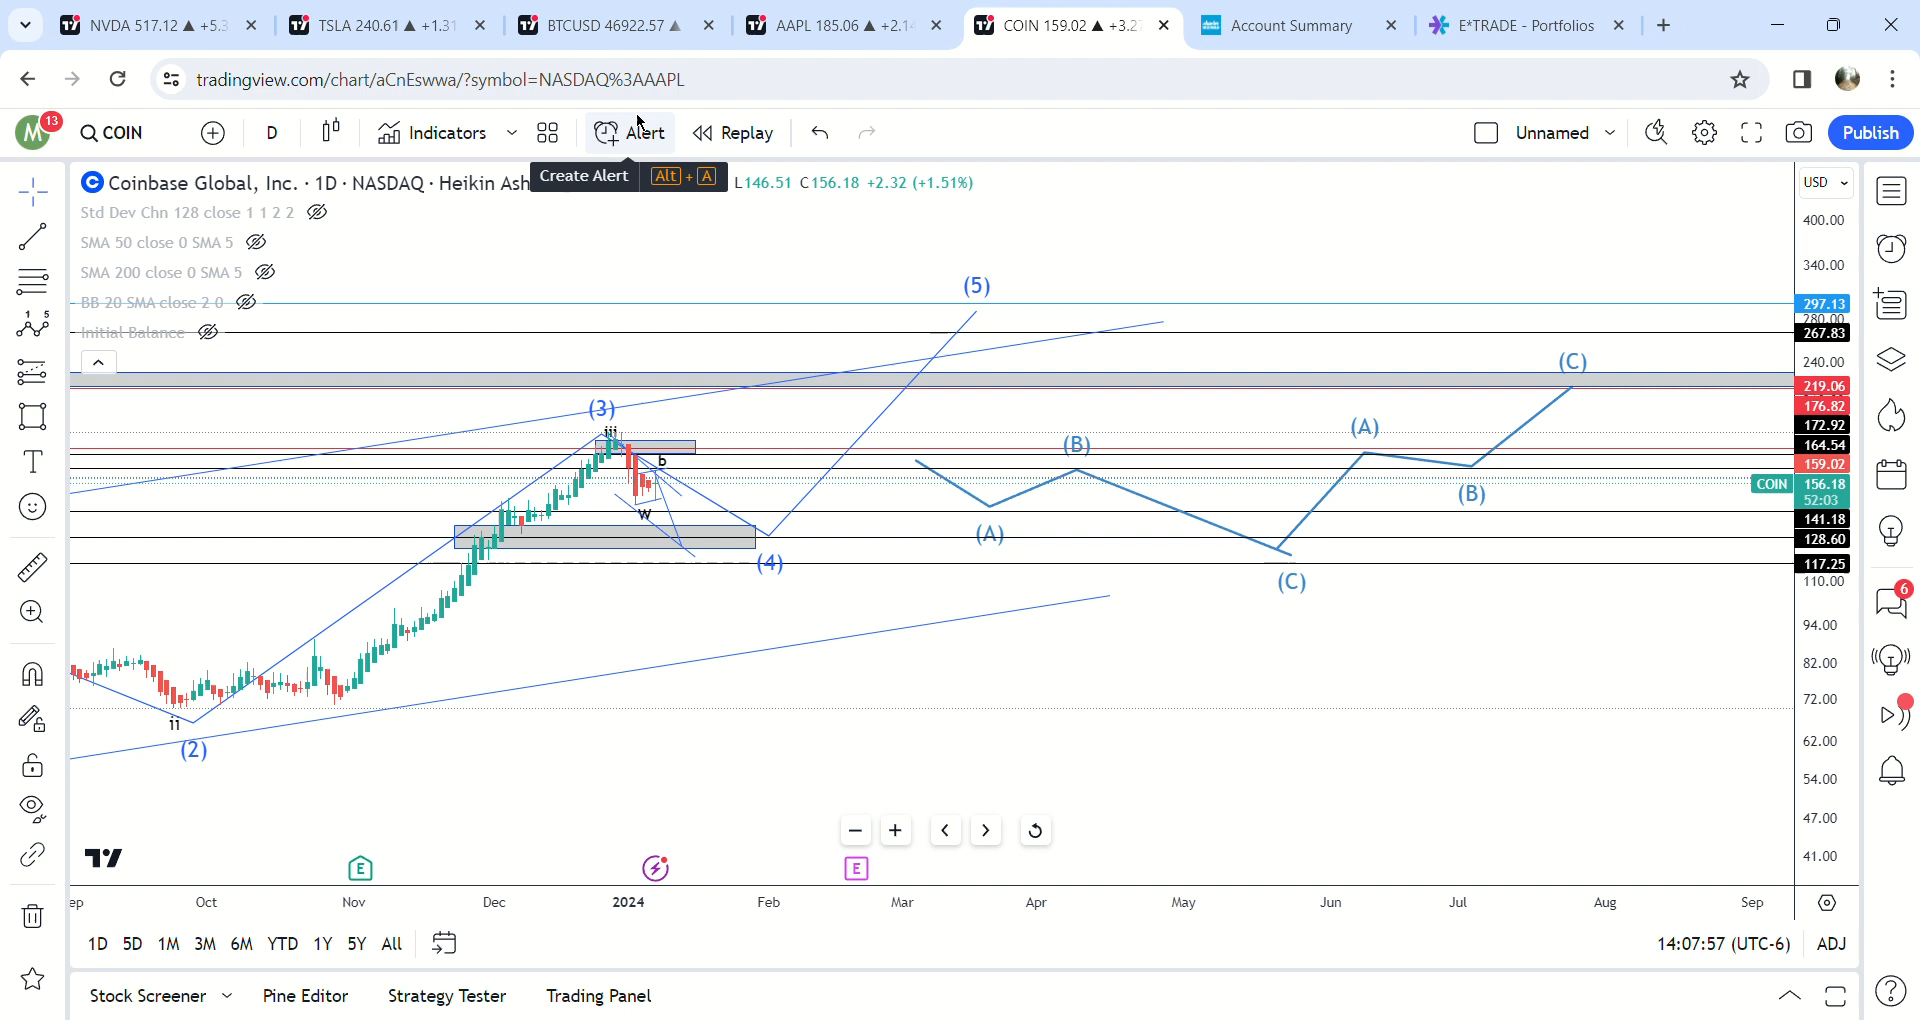 NVDA 517.12 ▲ +5.3
TSLA 240.61 ▲ +1.31
BTCUSD 46922.57 ▲
AAPL 185.06 ▲ +2.14
COIN 159.02 ▲ +3.27
Account Summary
E*TRADE - Portfolios
tradingview.com/chart/aCnEswwa/?symbol=NASDAQ%3AAAPL
M 13
COIN
D
Indicators
Alert
Replay
Unnamed
Publish
Create Alert Alt + A
Coinbase Global, Inc. · 1D · NASDAQ · Heikin Ash
L146.51 C156.18 +2.32 (+1.51%)
USD
Std Dev Chn 128 close 1 1 2 2
SMA 50 close 0 SMA 5
SMA 200 close 0 SMA 5
BB 20 SMA close 2 0
Initial Balance
400.00
340.00
297.13
280.00
267.83
240.00
219.06
176.82
172.92
164.54
159.02
COIN 156.18
52:03
141.18
128.60
117.25
110.00
94.00
82.00
72.00
62.00
54.00
47.00
41.00
(5)
(C)
(3)
iii
(A)
(B)
b
(B)
w
(A)
(4)
(C)
ii
(2)
1 5
6
E
E
ep Oct Nov Dec 2024 Feb Mar Apr May Jun Jul Aug Sep
1D 5D 1M 3M 6M YTD 1Y 5Y All
14:07:57 (UTC-6) ADJ
Stock Screener Pine Editor Strategy Tester Trading Panel